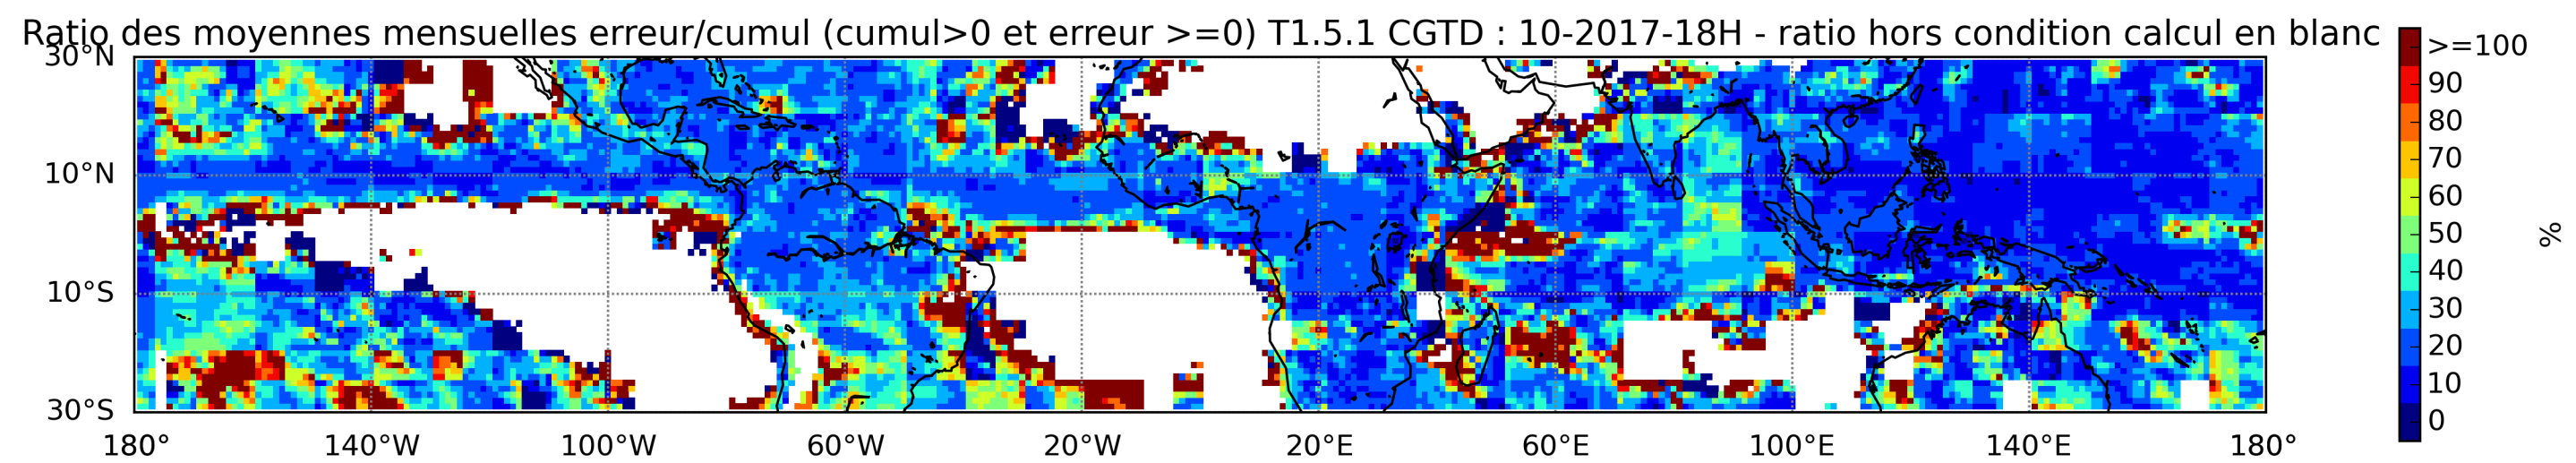 Ratio des moyennes mensuelles erreur/cumul (cumul>0 et erreur >=0) T1.5.1 CGTD : 10-2017-18H - ratio hors condition calcul en blanc
30°N
10°N
10°S
30°S
180°
140°W
100°W
60°W
20°W
20°E
60°E
100°E
140°E
180°
>=100
90
80
70
60
50
40
30
20
10
0
%